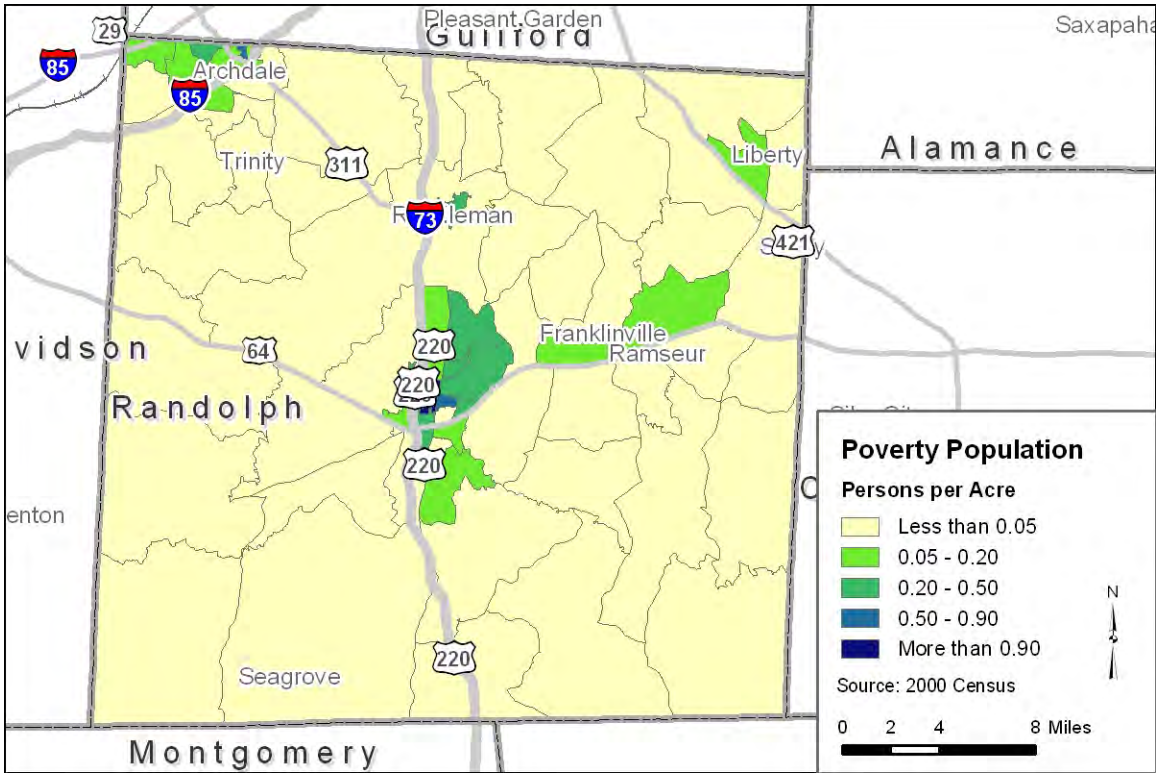 Pleasant Garden
Guilford
Saxapaha
29
85
Archdale
85
Trinity
311
Liberty
Alamance
73
421
220
Franklinville
Ramseur
vidson
64
220
Randolph
220
enton
220
Seagrove
Montgomery
Poverty Population
Persons per Acre
Less than 0.05
0.05 - 0.20
0.20 - 0.50
0.50 - 0.90
More than 0.90
N
Source: 2000 Census
0 2 4 8 Miles